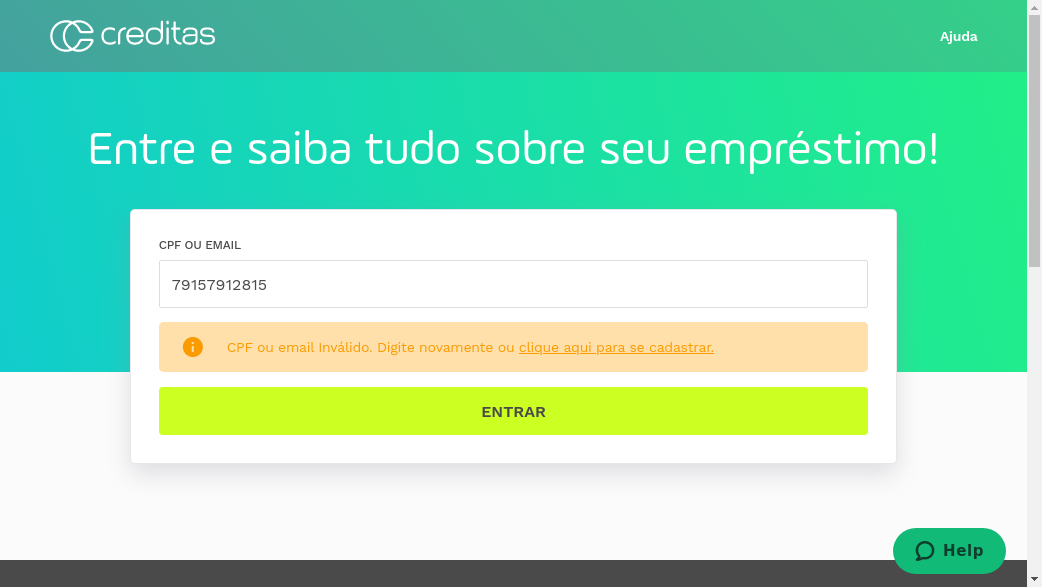 creditas
Ajuda
Entre e saiba tudo sobre seu empréstimo!
CPF OU EMAIL
79157912815
CPF ou email Inválido. Digite novamente ou clique aqui para se cadastrar.
ENTRAR
Help